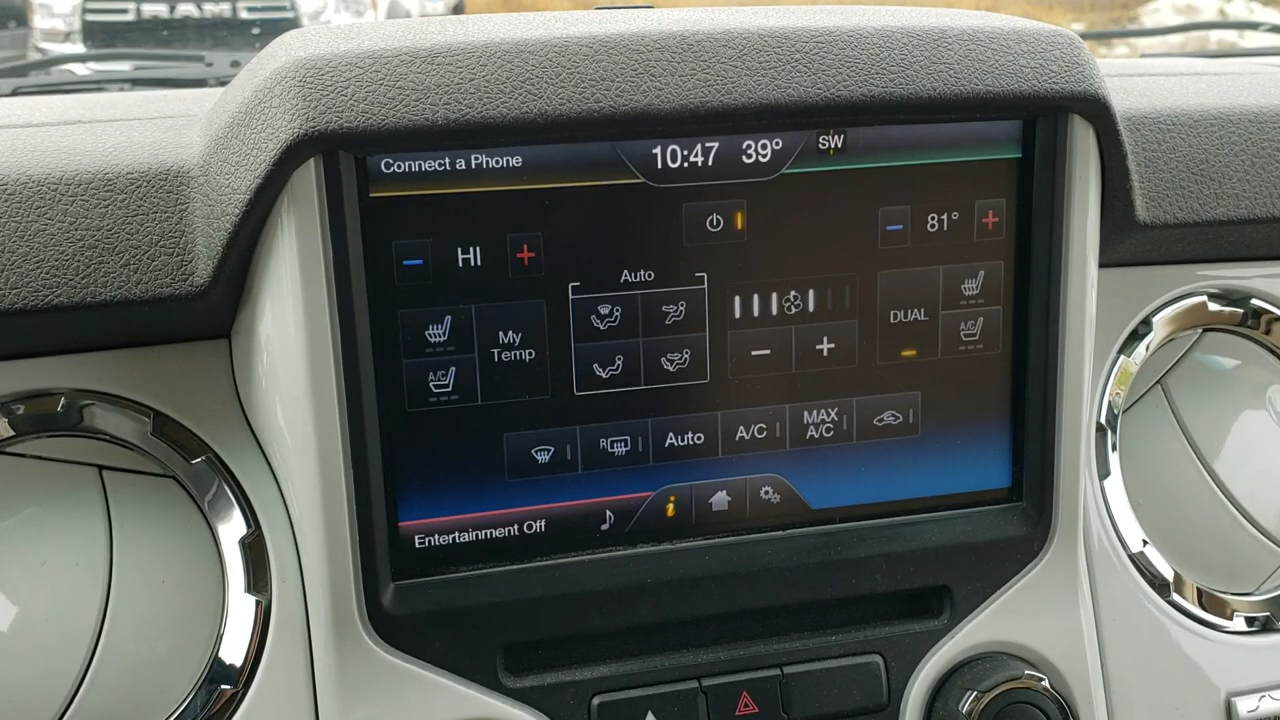 RAM
Connect a Phone
10:47 39°
SW
HI
81°
Auto
My
Temp
A/C
DUAL
A/C
R
Auto
A/C
MAX
A/C
i
Entertainment Off